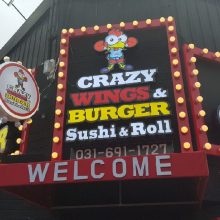 CRAZY
WINGS &
BURGER
Sushi & Roll
031-691-1727
WELCOME